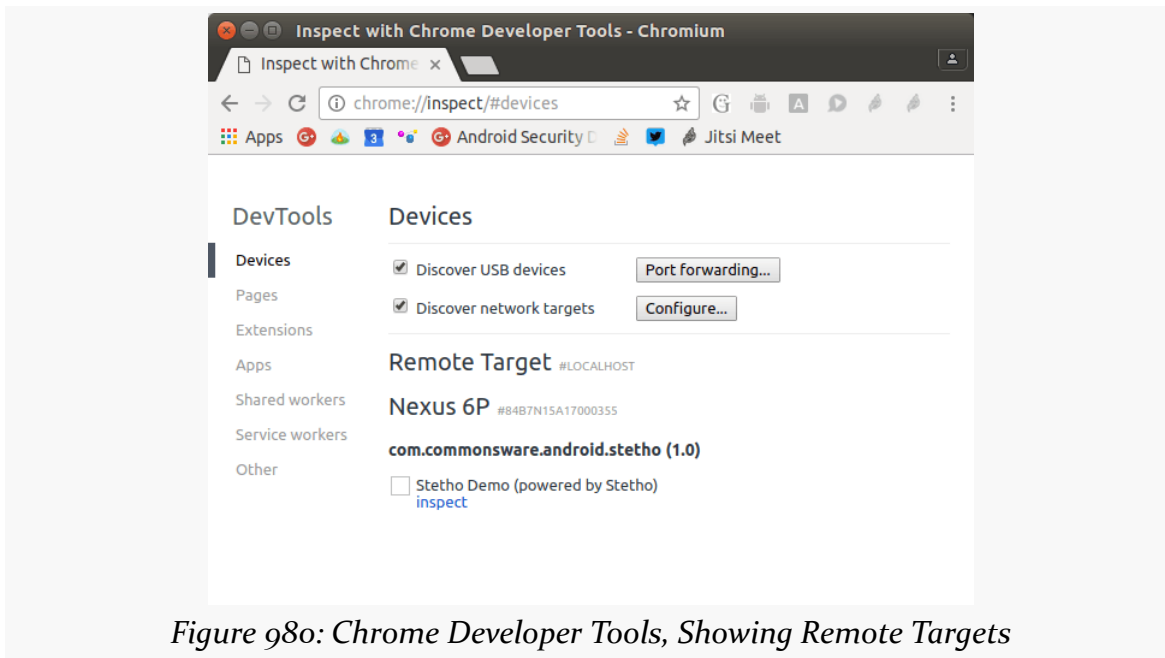 Inspect with Chrome Developer Tools - Chromium
Inspect with Chrome
chrome://inspect/#devices
Apps
3
Android Security D
Jitsi Meet
DevTools
Devices
Devices
Discover USB devices
Port forwarding...
Pages
Discover network targets
Configure...
Extensions
Apps
Remote Target #LOCALHOST
Shared workers
Nexus 6P #84B7N15A17000355
Service workers
com.commonsware.android.stetho (1.0)
Other
Stetho Demo (powered by Stetho)
inspect
Figure 980: Chrome Developer Tools, Showing Remote Targets